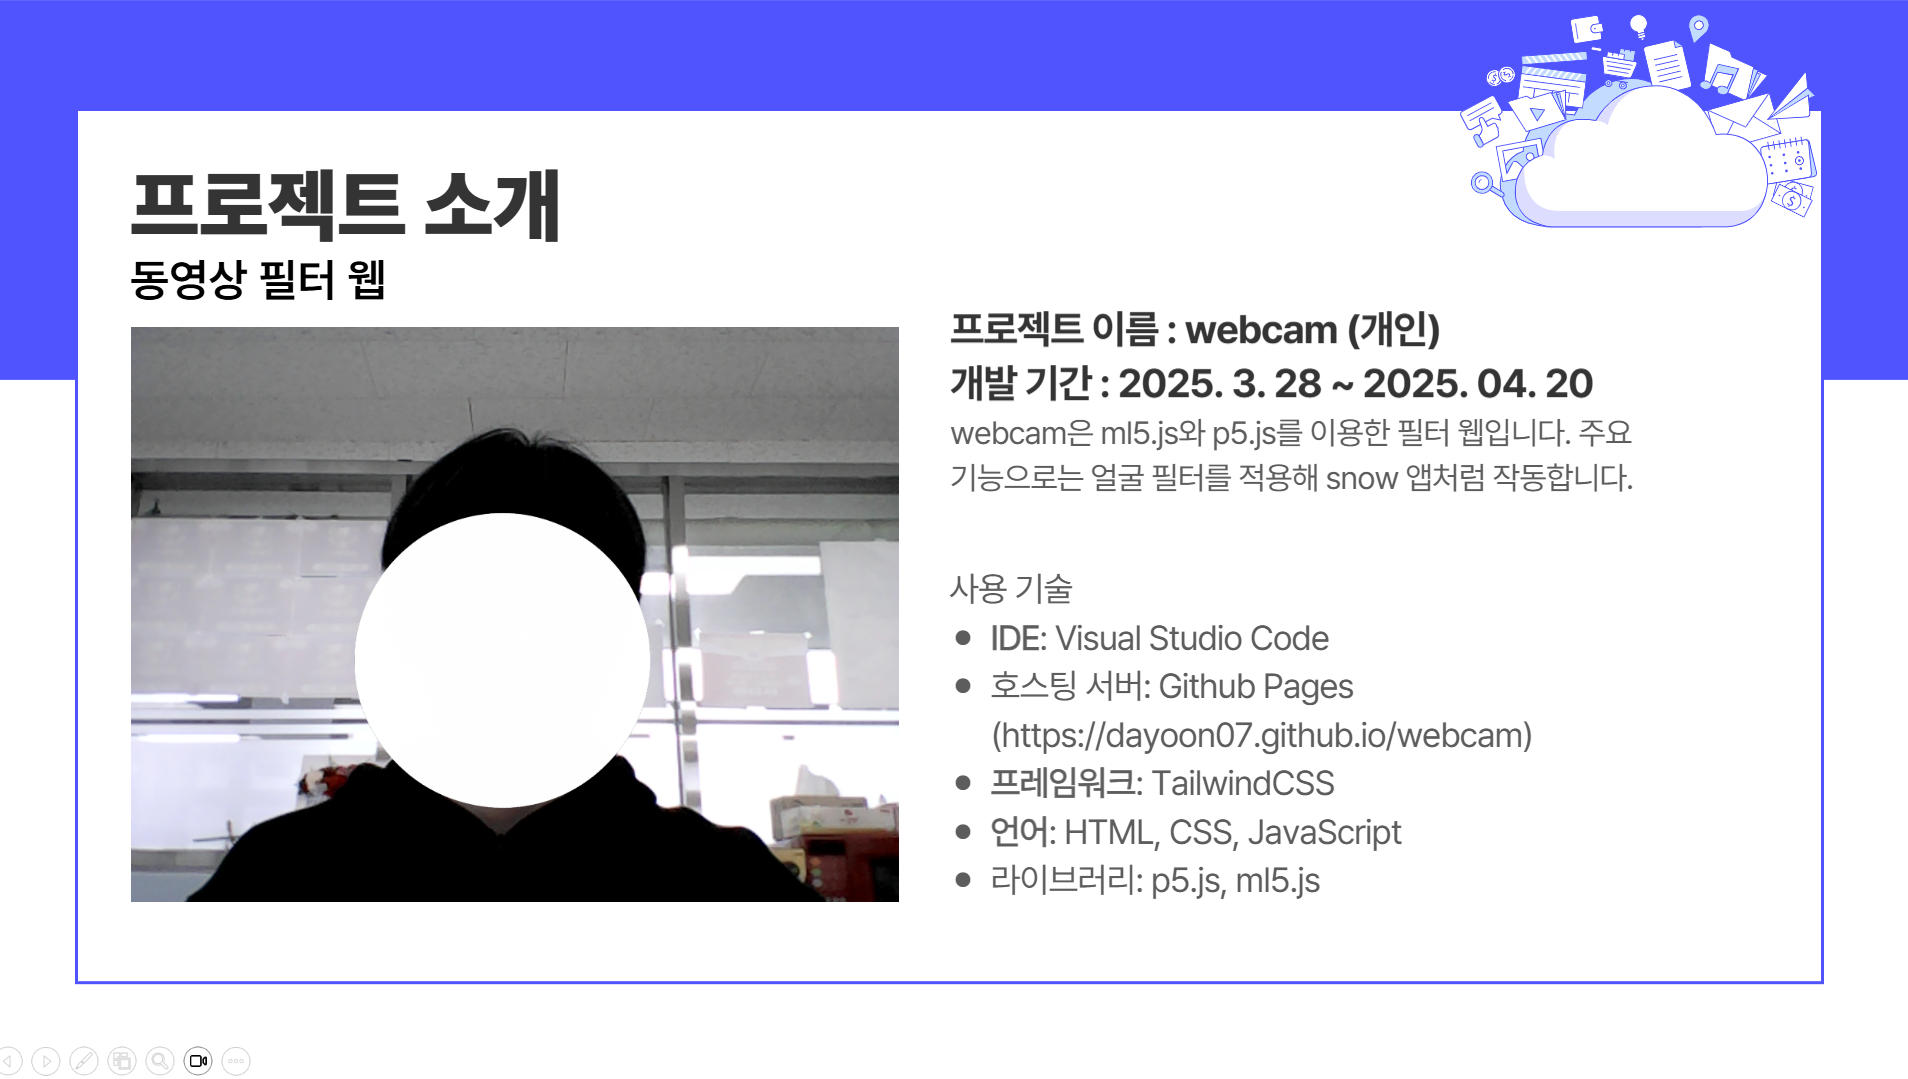 프로젝트 소개
동영상 필터 웹
프로젝트 이름 : webcam (개인)
개발 기간 : 2025. 3. 28 ~ 2025. 04. 20
webcam은 ml5.js와 p5.js를 이용한 필터 웹입니다. 주요
기능으로는 얼굴 필터를 적용해 snow 앱처럼 작동합니다.
사용 기술
IDE: Visual Studio Code
호스팅 서버: Github Pages
(https://dayoon07.github.io/webcam)
프레임워크: TailwindCSS
언어: HTML, CSS, JavaScript
라이브러리: p5.js, ml5.js